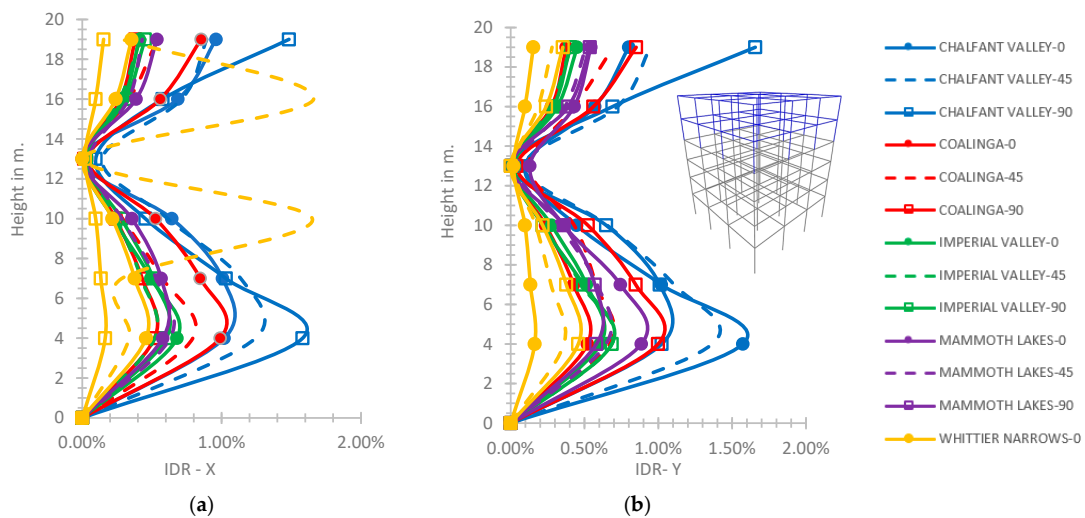 20
18
16
14
12
10
8
6
4
2
0
Height in m.
0.00%
1.00%
2.00%
IDR - X
(a)
20
18
16
14
12
10
8
6
4
2
0
Height in m.
0.00%
0.50%
1.00%
1.50%
2.00%
IDR- Y
(b)
CHALFANT VALLEY-0
CHALFANT VALLEY-45
CHALFANT VALLEY-90
COALINGA-0
COALINGA-45
COALINGA-90
IMPERIAL VALLEY-0
IMPERIAL VALLEY-45
IMPERIAL VALLEY-90
MAMMOTH LAKES-0
MAMMOTH LAKES-45
MAMMOTH LAKES-90
WHITTIER NARROWS-0